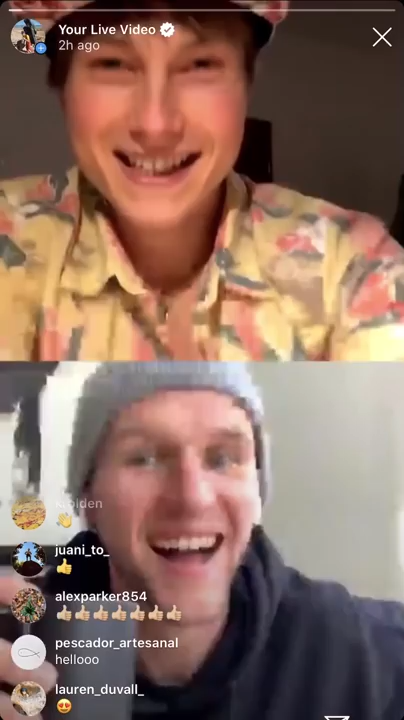 Your Live Video
2h ago
juani_to_
👍
alexparker854
👍🏼👍🏼👍🏼👍🏼👍🏼👍🏼👍🏼
pescador_artesanal
hellooo
lauren_duvall_
😍